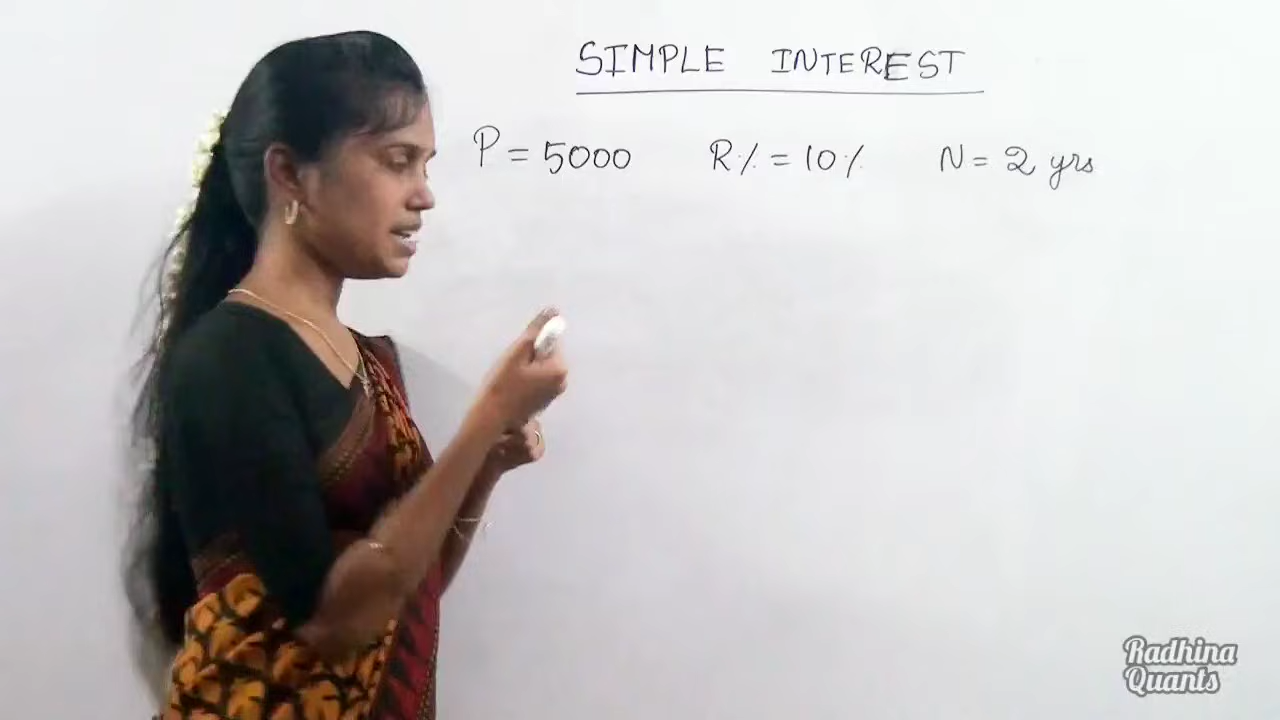 SIMPLE INTEREST
P = 5000 R% = 10% N = 2 yrs
Radhina
Quants